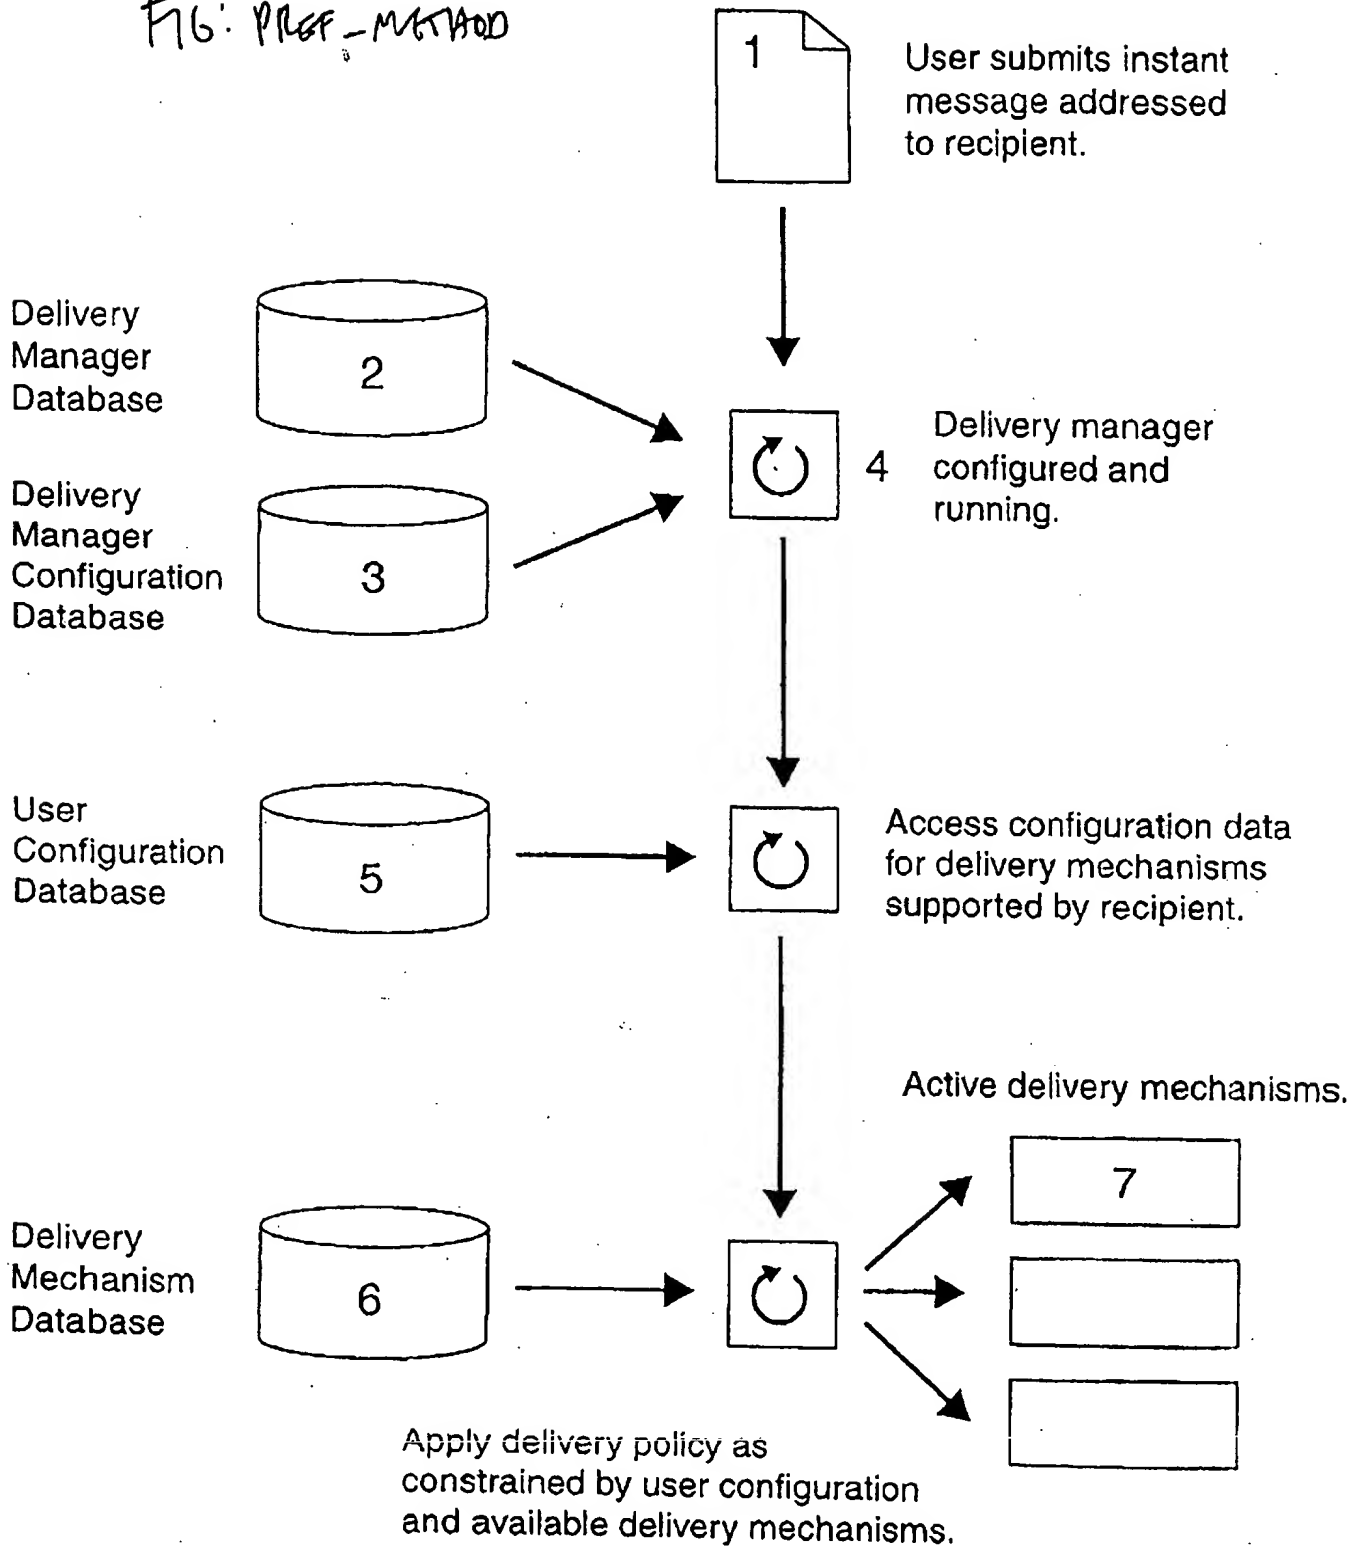 FIG: PREF_METHOD
1
User submits instant
message addressed
to recipient.
Delivery
Manager
Database
2
Delivery
Manager
Configuration
Database
3
4
Delivery manager
configured and
running.
User
Configuration
Database
5
Access configuration data
for delivery mechanisms
supported by recipient.
Active delivery mechanisms.
7
Delivery
Mechanism
Database
6
Apply delivery policy as
constrained by user configuration
and available delivery mechanisms.